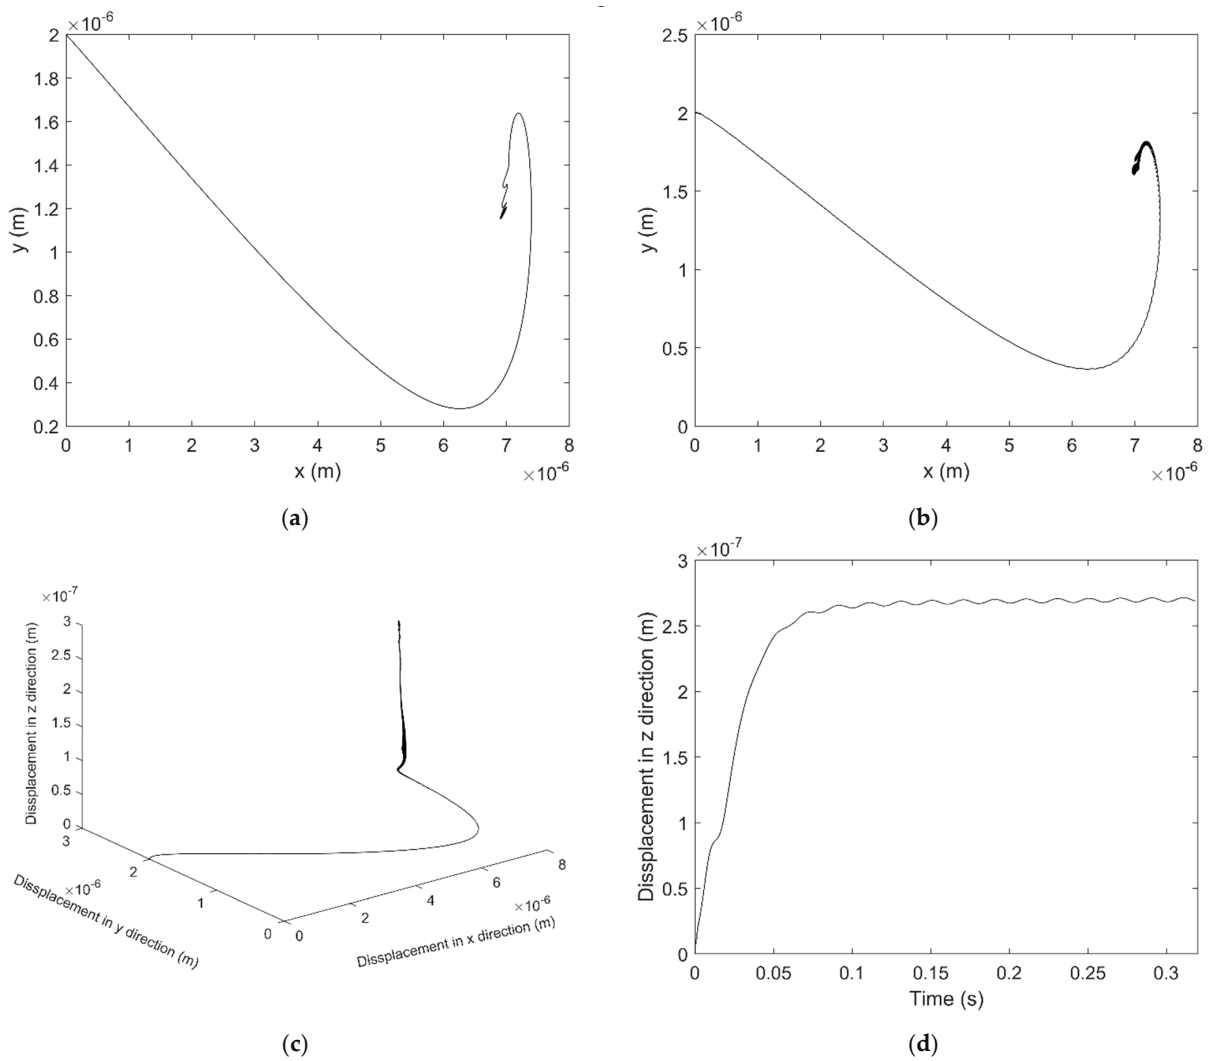 ×10-6
2
1.8
1.6
1.4
1.2
1
0.8
0.6
0.4
0.2
y (m)
0 1 2 3 4 5 6 7 8
x (m)
×10-6
(a)
×10-6
2.5
2
1.5
1
0.5
0
y (m)
0 1 2 3 4 5 6 7 8
x (m)
×10-6
(b)
×10-7
3
2.5
2
1.5
1
0.5
0
Dissplacement in z direction (m)
3
2
1
0
×10-6
Dissplacement in y direction (m)
0
2
4
6
8
×10-6
Dissplacement in x direction (m)
(c)
×10-7
3
2.5
2
1.5
1
0.5
0
Dissplacement in z direction (m)
0 0.05 0.1 0.15 0.2 0.25 0.3
Time (s)
(d)